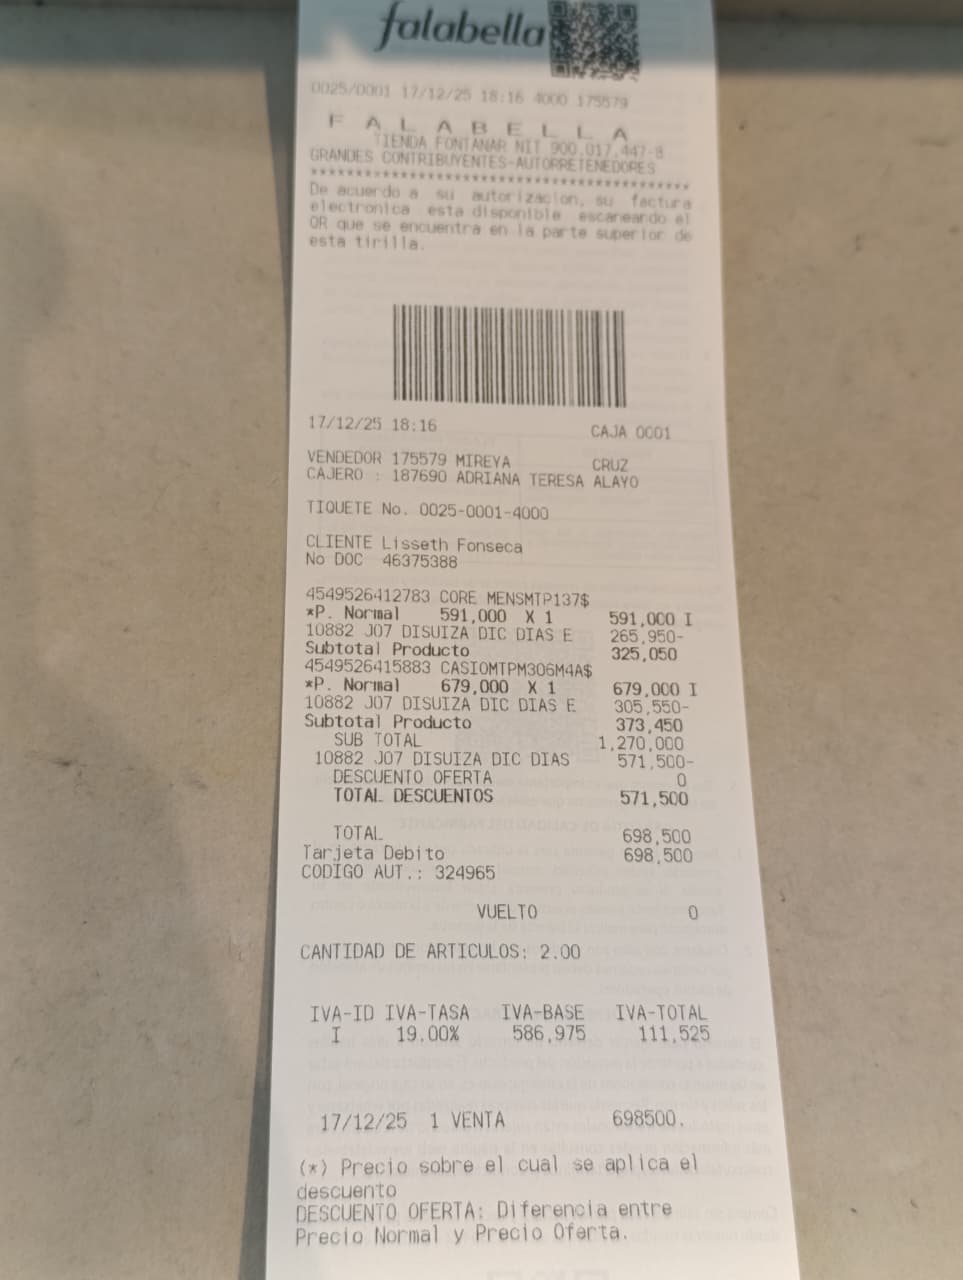 falabella
0025/0001 17/12/25 18:16 4000 175579
F A L A B E L L A
TIENDA FONTANAR NIT 900.017.447-8
GRANDES CONTRIBUYENTES-AUTORRETENEDORES
****************************************
De acuerdo a su autorizacion, su factura
electronica esta disponible escaneando el
QR que se encuentra en la parte superior de
esta tirilla.
17/12/25 18:16 CAJA 0001
VENDEDOR 175579 MIREYA CRUZ
CAJERO : 187690 ADRIANA TERESA ALAYO
TIQUETE No. 0025-0001-4000
CLIENTE Lisseth Fonseca
No DOC 46375388
4549526412783 CORE MENSMTP137$
*P. Normal 591,000 X 1 591,000 I
10882 J07 DISUIZA DIC DIAS E 265,950-
Subtotal Producto 325,050
4549526415883 CASIOMTPM306M4A$
*P. Normal 679,000 X 1 679,000 I
10882 J07 DISUIZA DIC DIAS E 305,550-
Subtotal Producto 373,450
SUB TOTAL 1,270,000
10882 J07 DISUIZA DIC DIAS 571,500-
DESCUENTO OFERTA 0
TOTAL DESCUENTOS 571,500
TOTAL 698,500
Tarjeta Debito 698,500
CODIGO AUT.: 324965
VUELTO 0
CANTIDAD DE ARTICULOS: 2.00
IVA-ID IVA-TASA IVA-BASE IVA-TOTAL
I 19.00% 586,975 111,525
17/12/25 1 VENTA 698500.
(*) Precio sobre el cual se aplica el
descuento
DESCUENTO OFERTA: Diferencia entre
Precio Normal y Precio Oferta.